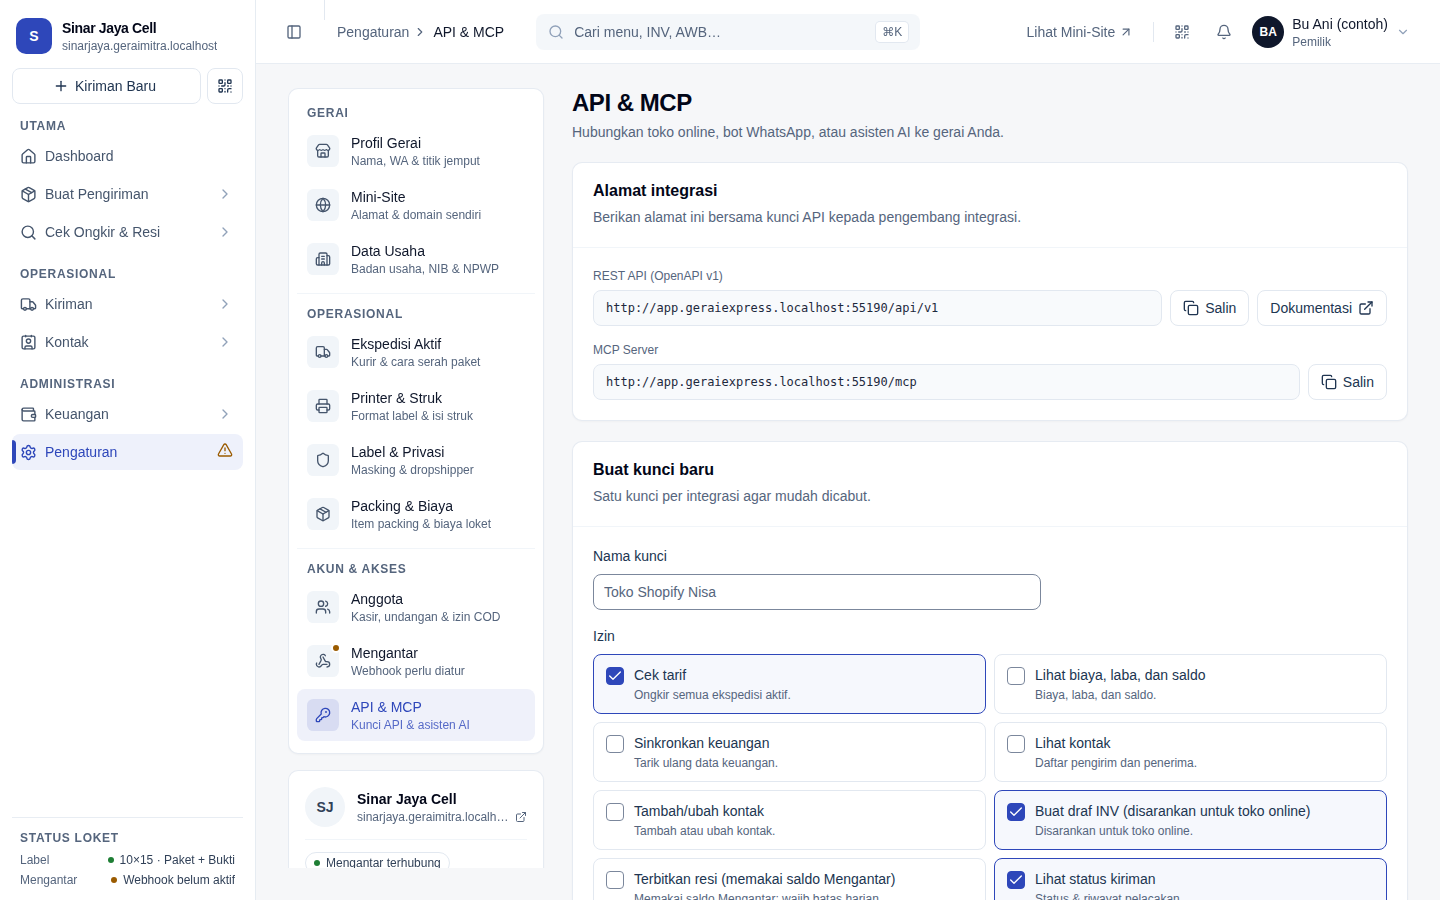 S
Sinar Jaya Cell
sinarjaya.geraimitra.localhost
Kiriman Baru
UTAMA
Dashboard
Buat Pengiriman
Cek Ongkir & Resi
OPERASIONAL
Kiriman
Kontak
ADMINISTRASI
Keuangan
Pengaturan
STATUS LOKET
Label
10×15 · Paket + Bukti
Mengantar
Webhook belum aktif
Pengaturan
API & MCP
Cari menu, INV, AWB…
⌘K
Lihat Mini-Site
BA
Bu Ani (contoh)
Pemilik
GERAI
Profil Gerai
Nama, WA & titik jemput
Mini-Site
Alamat & domain sendiri
Data Usaha
Badan usaha, NIB & NPWP
OPERASIONAL
Ekspedisi Aktif
Kurir & cara serah paket
Printer & Struk
Format label & isi struk
Label & Privasi
Masking & dropshipper
Packing & Biaya
Item packing & biaya loket
AKUN & AKSES
Anggota
Kasir, undangan & izin COD
Mengantar
Webhook perlu diatur
API & MCP
Kunci API & asisten AI
SJ
Sinar Jaya Cell
sinarjaya.geraimitra.localh…
Mengantar terhubung
API & MCP
Hubungkan toko online, bot WhatsApp, atau asisten AI ke gerai Anda.
Alamat integrasi
Berikan alamat ini bersama kunci API kepada pengembang integrasi.
REST API (OpenAPI v1)
http://app.geraiexpress.localhost:55190/api/v1
Salin
Dokumentasi
MCP Server
http://app.geraiexpress.localhost:55190/mcp
Salin
Buat kunci baru
Satu kunci per integrasi agar mudah dicabut.
Nama kunci
Toko Shopify Nisa
Izin
Cek tarif
Ongkir semua ekspedisi aktif.
Lihat biaya, laba, dan saldo
Biaya, laba, dan saldo.
Sinkronkan keuangan
Tarik ulang data keuangan.
Lihat kontak
Daftar pengirim dan penerima.
Tambah/ubah kontak
Tambah atau ubah kontak.
Buat draf INV (disarankan untuk toko online)
Disarankan untuk toko online.
Terbitkan resi (memakai saldo Mengantar)
Memakai saldo Mengantar; wajib batas harian.
Lihat status kiriman
Status & riwayat pelacakan.